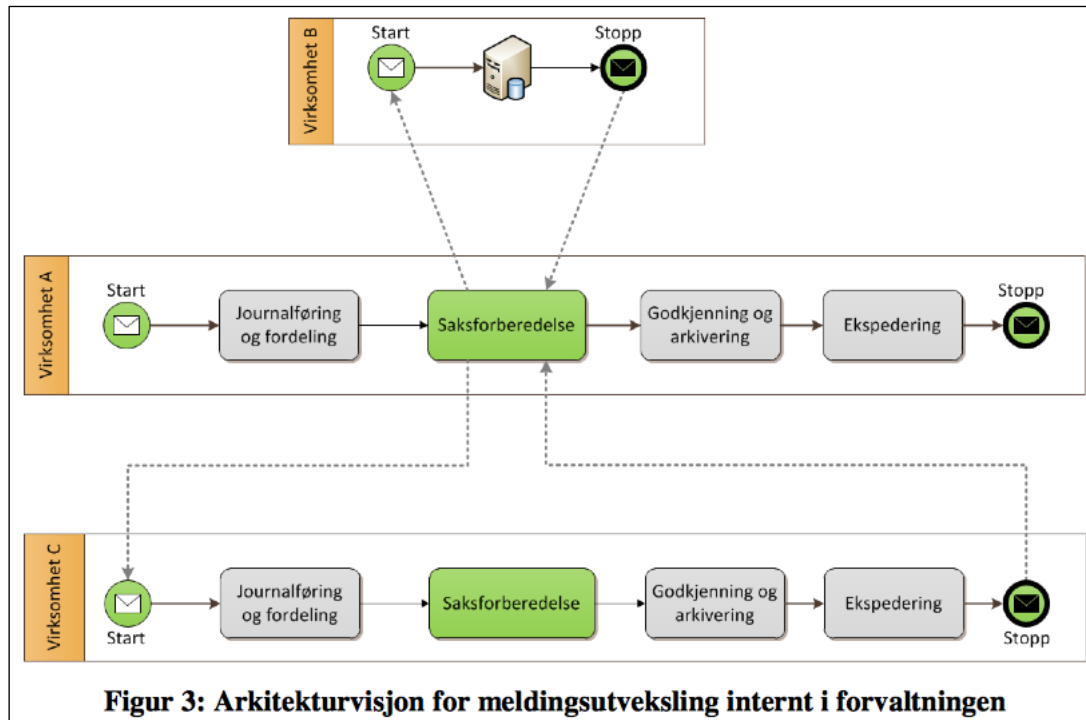 Virksomhet B
Start
Stopp
Virksomhet A
Start
Journalføring
og fordeling
Saksforberedelse
Godkjenning og
arkivering
Ekspedering
Stopp
Virksomhet C
Start
Journalføring
og fordeling
Saksforberedelse
Godkjenning og
arkivering
Ekspedering
Stopp
Figur 3: Arkitekturvisjon for meldingsutveksling internt i forvaltningen